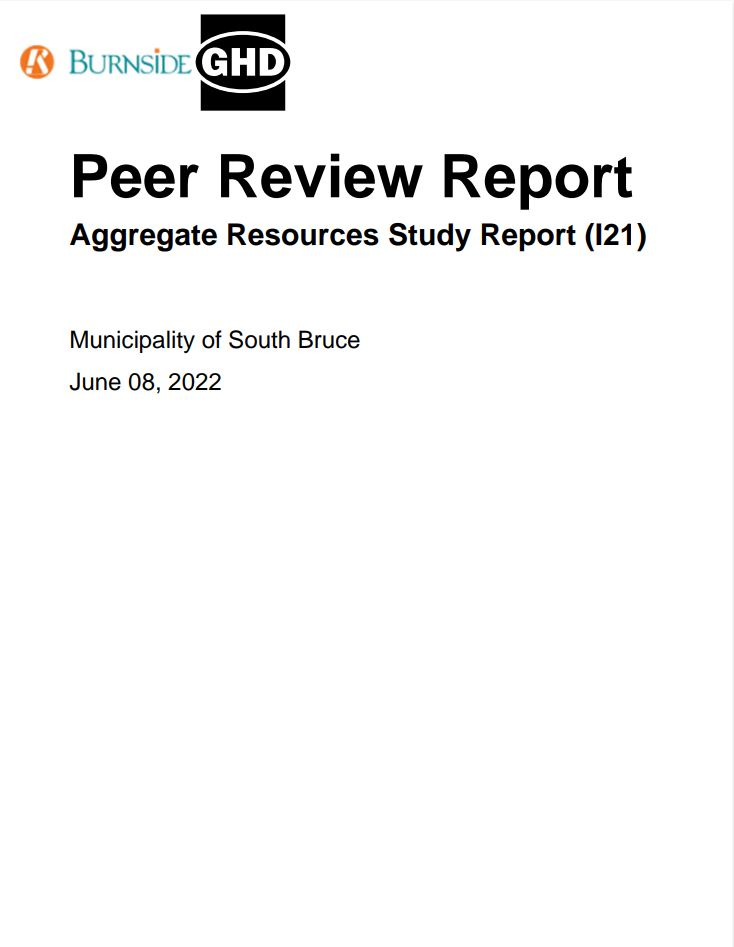 BURNSIDE GHD
Peer Review Report
Aggregate Resources Study Report (I21)
Municipality of South Bruce
June 08, 2022